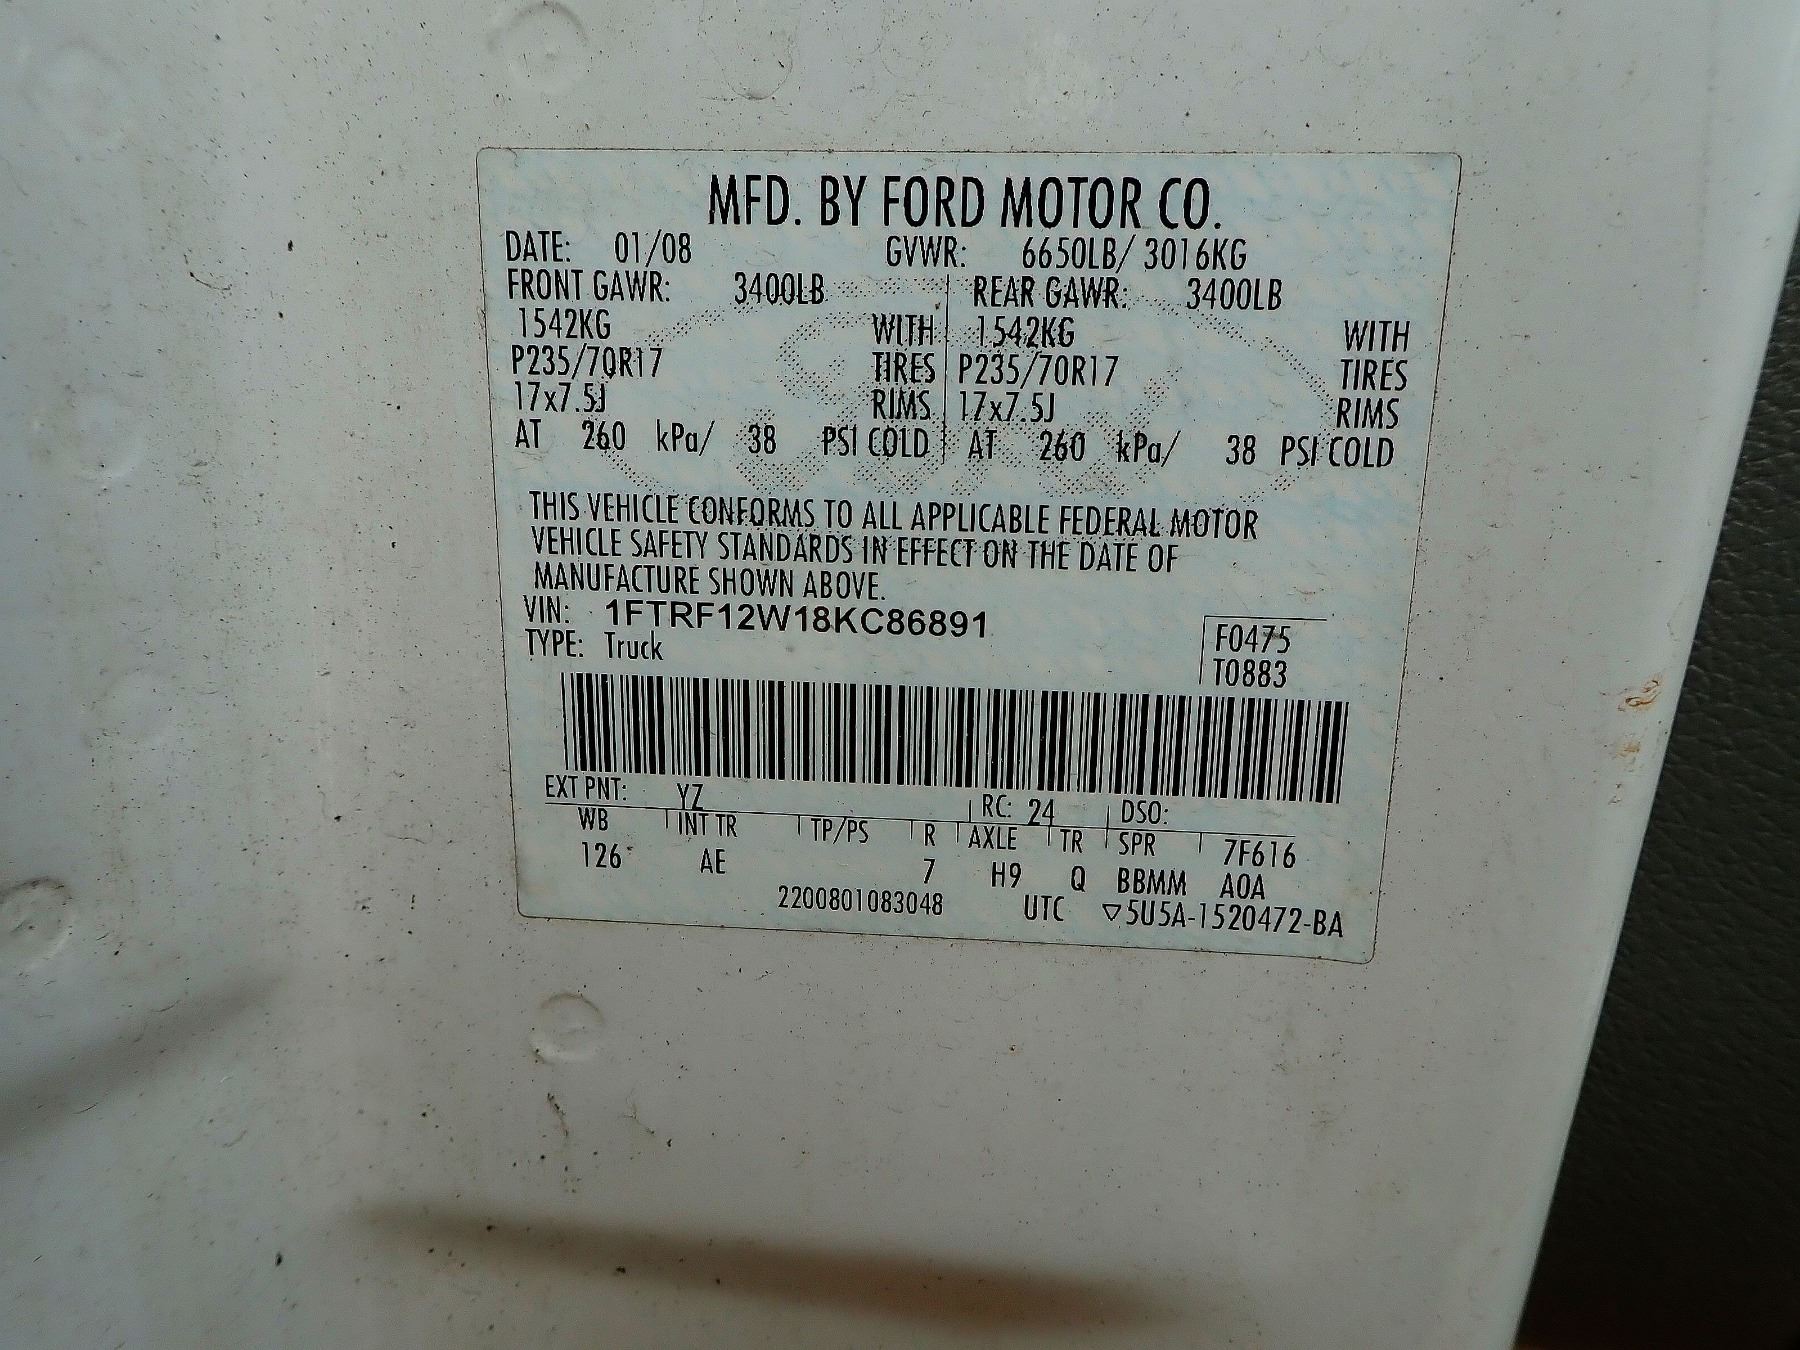 MFD. BY FORD MOTOR CO.
DATE: 01/08 GVWR: 6650LB/ 3016KG
FRONT GAWR: 3400LB REAR GAWR: 3400LB
1542KG WITH 1542KG WITH
P235/70R17 TIRES P235/70R17 TIRES
17x7.5J RIMS 17x7.5J RIMS
AT 260 kPa/ 38 PSI COLD AT 260 kPa/ 38 PSI COLD
THIS VEHICLE CONFORMS TO ALL APPLICABLE FEDERAL MOTOR
VEHICLE SAFETY STANDARDS IN EFFECT ON THE DATE OF
MANUFACTURE SHOWN ABOVE.
VIN: 1FTRF12W18KC86891
TYPE: Truck
F0475
T0883
EXT PNT: YZ RC: 24 DSO:
WB INT TR TP/PS R AXLE TR SPR 7F616
126 AE 7 H9 Q BBMM A0A
2200801083048 UTC ▽5U5A-1520472-BA